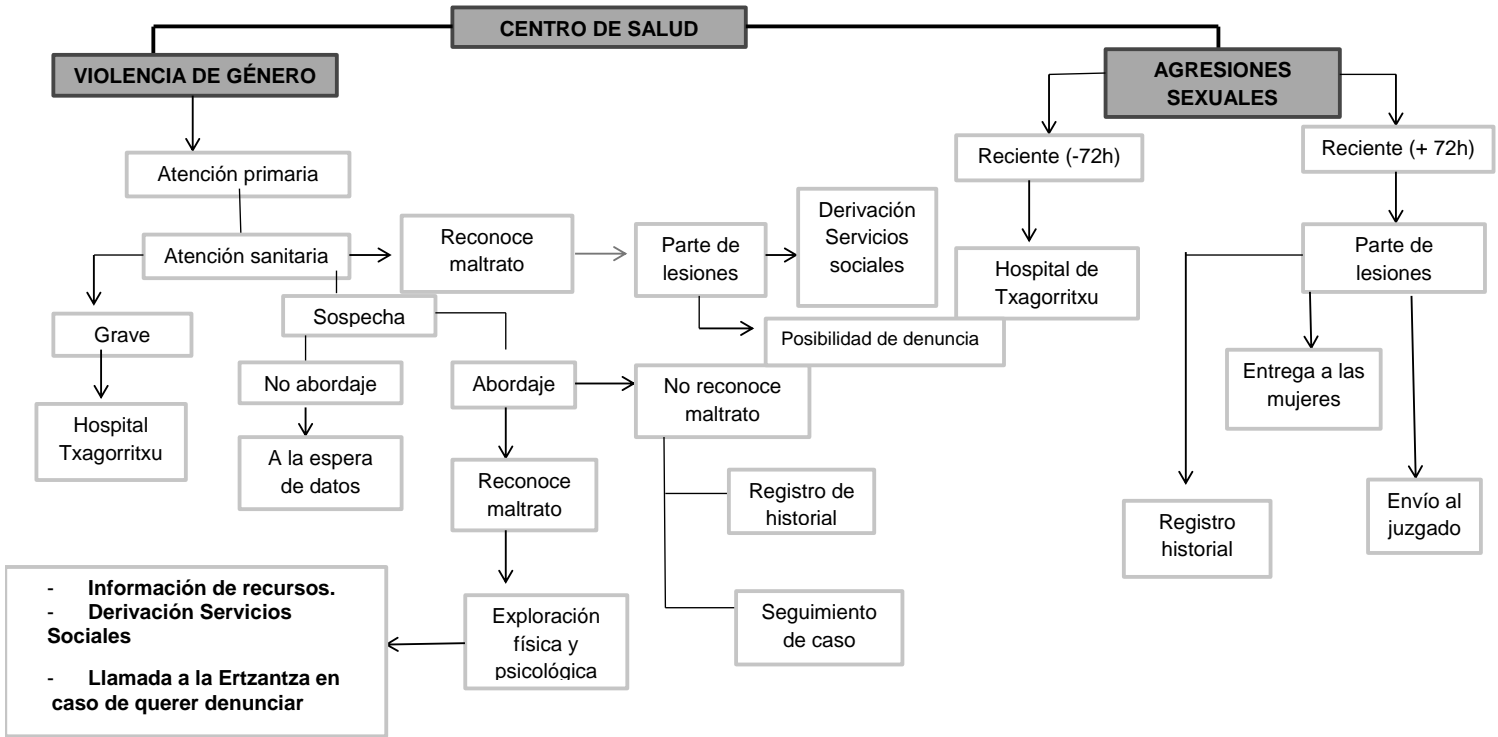 CENTRO DE SALUD
VIOLENCIA DE GÉNERO
AGRESIONES
SEXUALES
Atención primaria
Reciente (-72h)
Reciente (+ 72h)
Atención sanitaria
Reconoce
maltrato
Parte de
lesiones
Derivación
Servicios
sociales
Hospital de
Txagorritxu
Parte de
lesiones
Grave
Sospecha
Posibilidad de denuncia
No abordaje
Abordaje
No reconoce
maltrato
Entrega a las
mujeres
Hospital
Txagorritxu
A la espera
de datos
Reconoce
maltrato
Registro de
historial
Registro
historial
Envío al
juzgado
- Información de recursos.
- Derivación Servicios
Sociales
- Llamada a la Ertzantza en
caso de querer denunciar
Exploración
física y
psicológica
Seguimiento
de caso